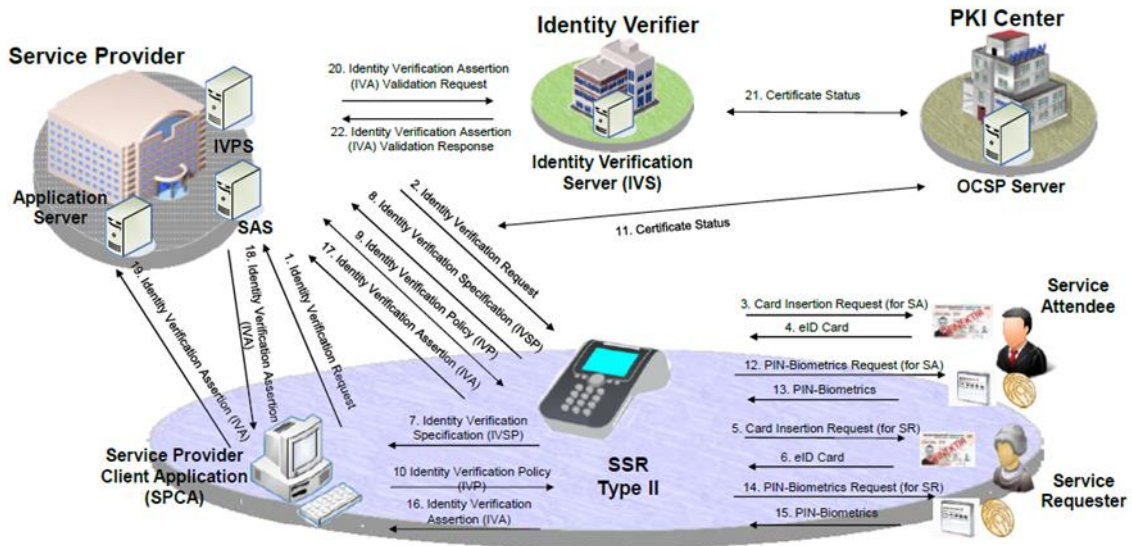 Service Provider
Identity Verifier
PKI Center
20. Identity Verification Assertion
(IVA) Validation Request
22. Identity Verification Assertion
(IVA) Validation Response
21. Certificate Status
IVPS
Application
Server
SAS
Identity Verification
Server (IVS)
OCSP Server
11. Certificate Status
2. Identity Verification Request
8. Identity Verification Specification (IVSP)
9. Identity Verification Policy (IVP)
17. Identity Verification Assertion (IVA)
1. Identity Verification Request
18. Identity Verification Assertion
(IVA)
19. Identity Verification Assertion (IVA)
Service
Attendee
3. Card Insertion Request (for SA)
4. eID Card
12. PIN-Biometrics Request (for SA)
13. PIN-Biometrics
5. Card Insertion Request (for SR)
6. eID Card
14. PIN-Biometrics Request (for SR)
15. PIN-Biometrics
Service
Requester
7. Identity Verification
Specification (IVSP)
10 Identity Verification Policy
(IVP)
16. Identity Verification
Assertion (IVA)
SSR
Type II
Service Provider
Client Application
(SPCA)